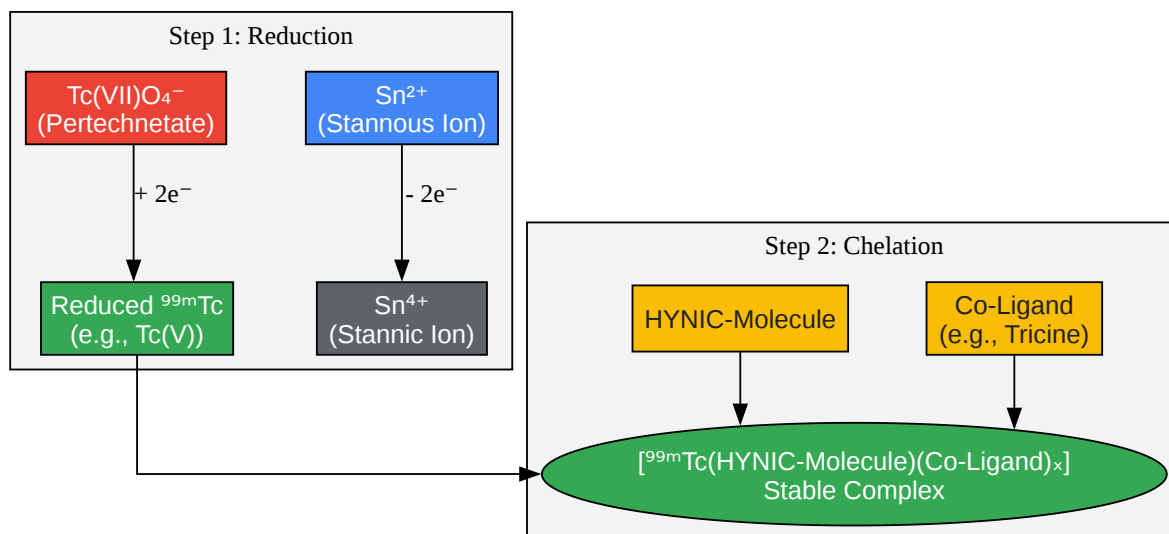 Step 1: Reduction
Tc(VII)O₄⁻
(Pertechnetate)
Sn²⁺
(Stannous Ion)
+ 2e⁻
- 2e⁻
Reduced ⁹⁹ᵐTc
(e.g., Tc(V))
Sn⁴⁺
(Stannic Ion)
Step 2: Chelation
HYNIC-Molecule
Co-Ligand
(e.g., Tricine)
[⁹⁹ᵐTc(HYNIC-Molecule)(Co-Ligand)ₓ]
Stable Complex